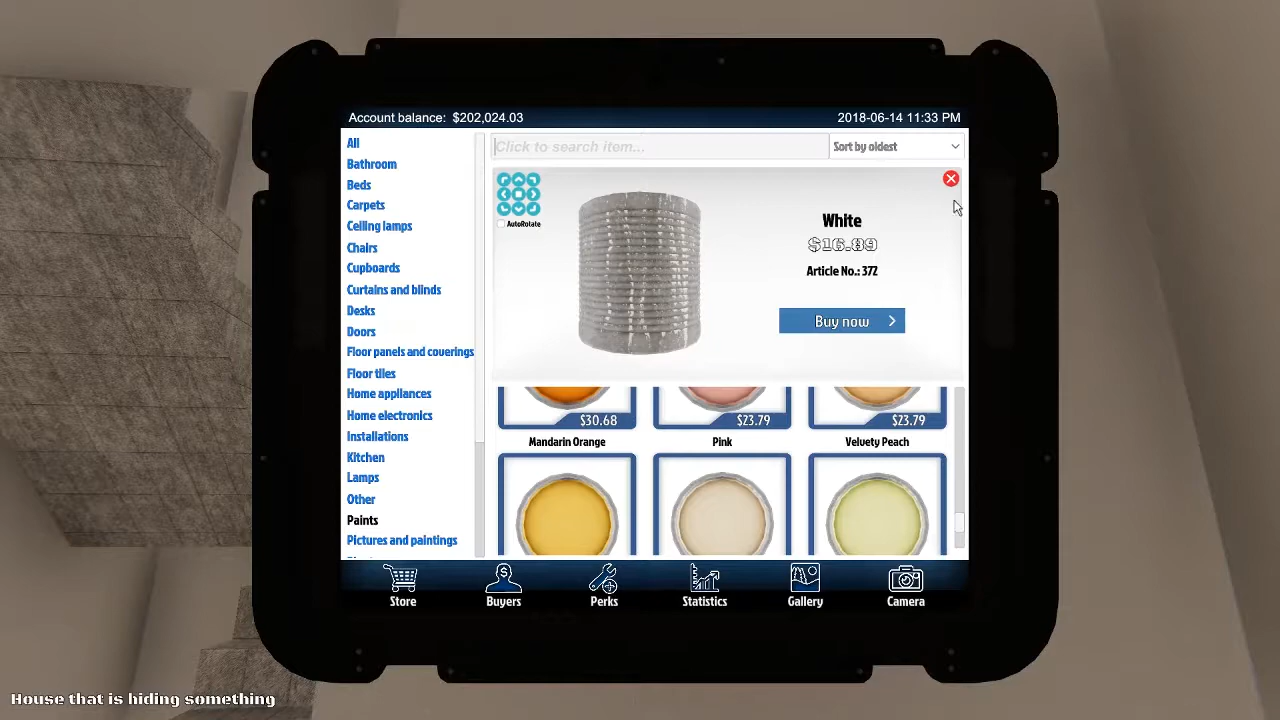 Account balance: $202,024.03
2018-06-14 11:33 PM
All
Bathroom
Beds
Carpets
Ceiling lamps
Chairs
Cupboards
Curtains and blinds
Desks
Doors
Floor panels and coverings
Floor tiles
Home appliances
Home electronics
Installations
Kitchen
Lamps
Other
Paints
Pictures and paintings
Click to search item...
Sort by oldest
AutoRotate
White
$16.89
Article No.: 372
Buy now
$30.68
$23.79
$23.79
Mandarin Orange
Pink
Velvety Peach
Store
Buyers
Perks
Statistics
Gallery
Camera
House that is hiding something